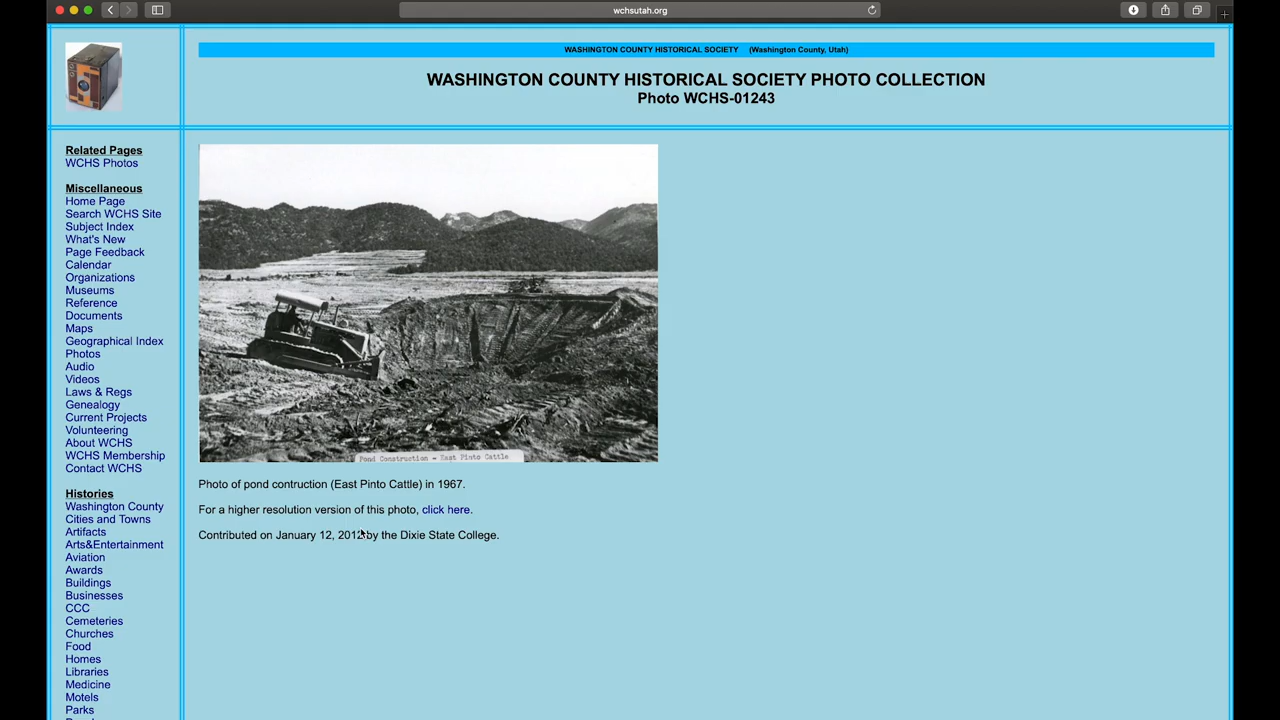 wchsutah.org
WASHINGTON COUNTY HISTORICAL SOCIETY (Washington County, Utah)
WASHINGTON COUNTY HISTORICAL SOCIETY PHOTO COLLECTION
Photo WCHS-01243
Related Pages
WCHS Photos
Miscellaneous
Home Page
Search WCHS Site
Subject Index
What's New
Page Feedback
Calendar
Organizations
Museums
Reference
Documents
Maps
Geographical Index
Photos
Audio
Videos
Laws & Regs
Genealogy
Current Projects
Volunteering
About WCHS
WCHS Membership
Contact WCHS
Histories
Washington County
Cities and Towns
Artifacts
Arts&Entertainment
Aviation
Awards
Buildings
Businesses
CCC
Cemeteries
Churches
Food
Homes
Libraries
Medicine
Motels
Parks
Pond Construction - East Pinto Cattle
Photo of pond contruction (East Pinto Cattle) in 1967.
For a higher resolution version of this photo, click here.
Contributed on January 12, 2012 by the Dixie State College.